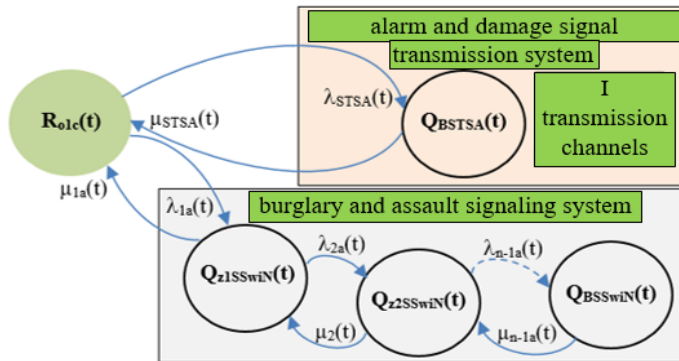 alarm and damage signal
transmission system
λSTSA(t)
I
transmission
channels
Ro1c(t)
μSTSA(t)
QBSTSA(t)
μ1a(t)
λ1a(t)
burglary and assault signaling system
λ2a(t)
λn-1a(t)
Qz1SSwiN(t)
Qz2SSwiN(t)
QBSSwiN(t)
μ2(t)
μn-1a(t)